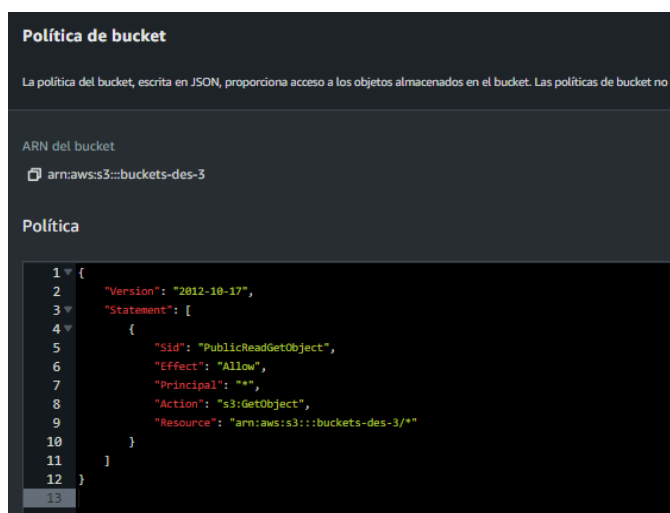 Política de bucket
La política del bucket, escrita en JSON, proporciona acceso a los objetos almacenados en el bucket. Las políticas de bucket no
ARN del bucket
arn:aws:s3:::buckets-des-3
Política
1 {
2 "Version": "2012-10-17",
3 "Statement": [
4 {
5 "Sid": "PublicReadGetObject",
6 "Effect": "Allow",
7 "Principal": "*",
8 "Action": "s3:GetObject",
9 "Resource": "arn:aws:s3:::buckets-des-3/*"
10 }
11 ]
12 }
13